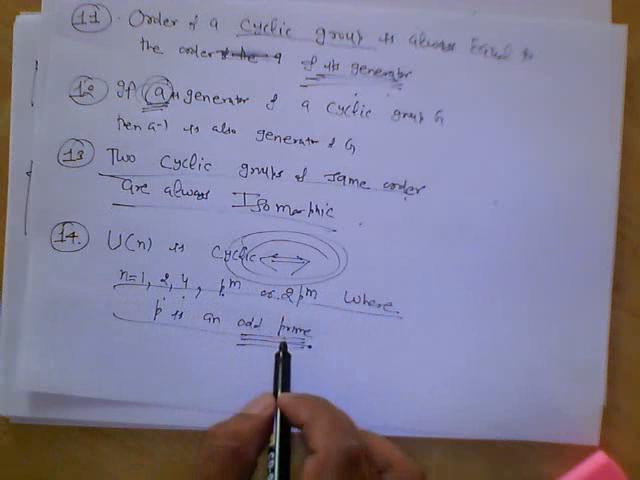 11. Order of a cyclic group is always Equal to
the order of its generator
12 If a is generator of a cyclic group G
then a-1 is also generator of G
13 Two cyclic groups of same order
are always Isomorphic
14. U(n) is cyclic ⟺
n=1, 2, 4, p^m or 2p^m where
p is an odd prime.